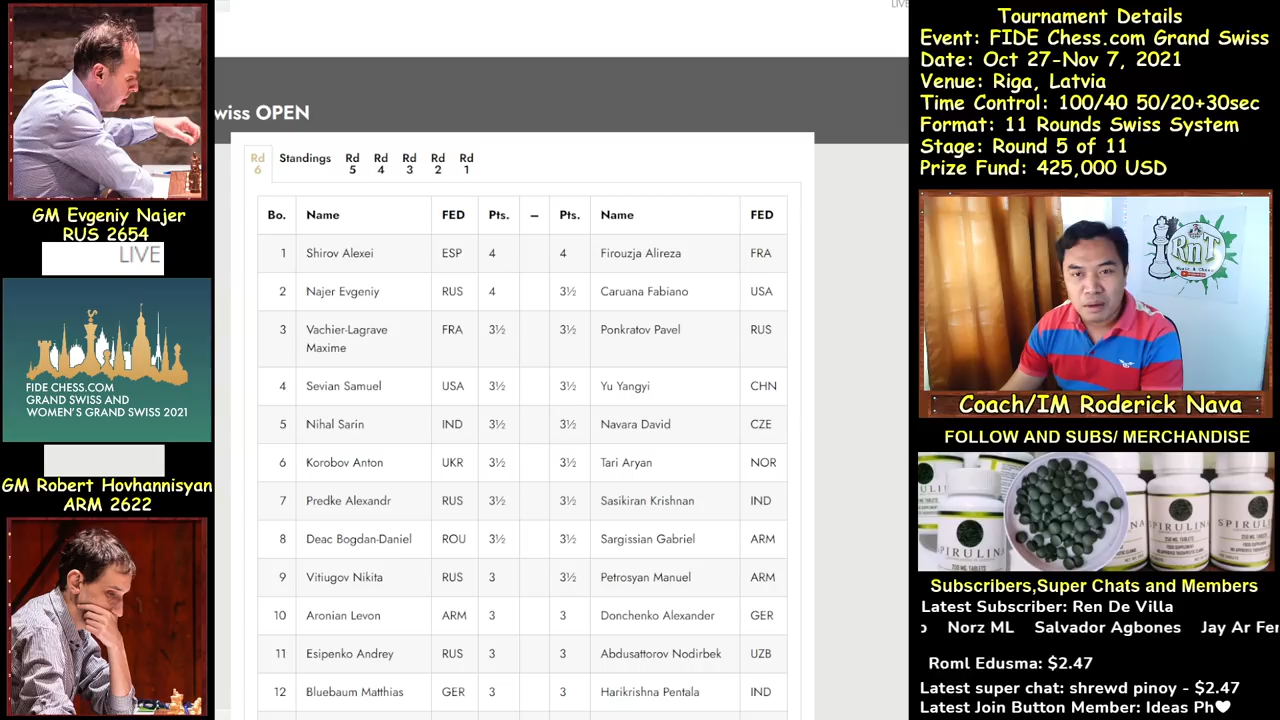 GM Evgeniy Najer
RUS 2654
LIVE
FIDE CHESS.COM
GRAND SWISS AND
WOMEN'S GRAND SWISS 2021
GM Robert Hovhannisyan
ARM 2622
LIVE
wiss OPEN
Rd 6 Standings Rd 5 Rd 4 Rd 3 Rd 2 Rd 1
Bo. Name FED Pts. – Pts. Name FED
1 Shirov Alexei ESP 4 4 Firouzja Alireza FRA
2 Najer Evgeniy RUS 4 3½ Caruana Fabiano USA
3 Vachier-Lagrave Maxime FRA 3½ 3½ Ponkratov Pavel RUS
4 Sevian Samuel USA 3½ 3½ Yu Yangyi CHN
5 Nihal Sarin IND 3½ 3½ Navara David CZE
6 Korobov Anton UKR 3½ 3½ Tari Aryan NOR
7 Predke Alexandr RUS 3½ 3½ Sasikiran Krishnan IND
8 Deac Bogdan-Daniel ROU 3½ 3½ Sargissian Gabriel ARM
9 Vitiugov Nikita RUS 3 3½ Petrosyan Manuel ARM
10 Aronian Levon ARM 3 3 Donchenko Alexander GER
11 Esipenko Andrey RUS 3 3 Abdusattorov Nodirbek UZB
12 Bluebaum Matthias GER 3 3 Harikrishna Pentala IND
Tournament Details
Event: FIDE Chess.com Grand Swiss
Date: Oct 27-Nov 7, 2021
Venue: Riga, Latvia
Time Control: 100/40 50/20+30sec
Format: 11 Rounds Swiss System
Stage: Round 5 of 11
Prize Fund: 425,000 USD
RnT
Coach/IM Roderick Nava
FOLLOW AND SUBS/ MERCHANDISE
SPIRULINA
SPIRULINA
Subscribers,Super Chats and Members
Latest Subscriber: Ren De Villa
o Norz ML Salvador Agbones Jay Ar Fer
Roml Edusma: $2.47
Latest super chat: shrewd pinoy - $2.47
Latest Join Button Member: Ideas Ph🖤